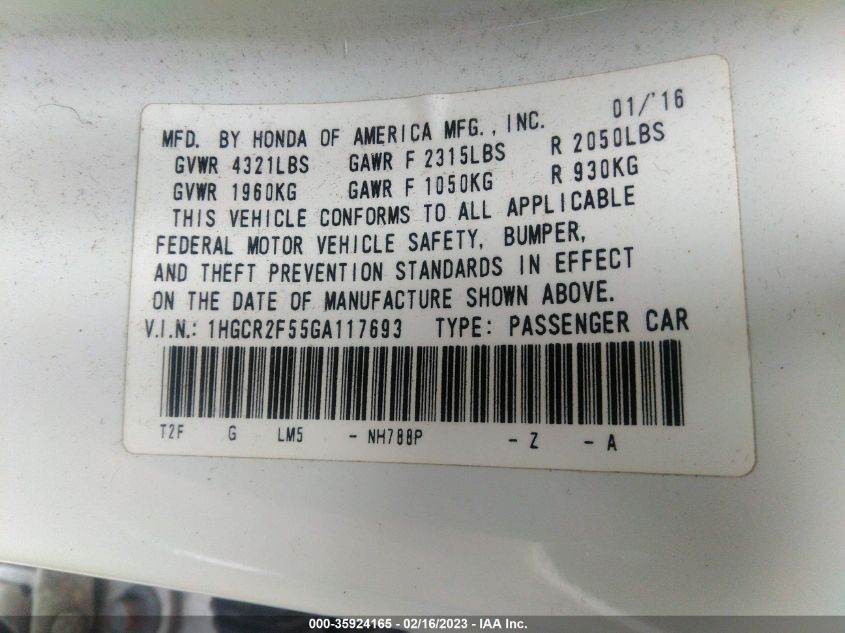 MFD. BY HONDA OF AMERICA MFG., INC. 01/'16
GVWR 4321LBS GAWR F 2315LBS R 2050LBS
GVWR 1960KG GAWR F 1050KG R 930KG
THIS VEHICLE CONFORMS TO ALL APPLICABLE
FEDERAL MOTOR VEHICLE SAFETY, BUMPER,
AND THEFT PREVENTION STANDARDS IN EFFECT
ON THE DATE OF MANUFACTURE SHOWN ABOVE.
V.I.N.: 1HGCR2F55GA117693 TYPE: PASSENGER CAR
T2F G LM5 - NH788P - Z - A
000-35924165 - 02/16/2023 - IAA Inc.